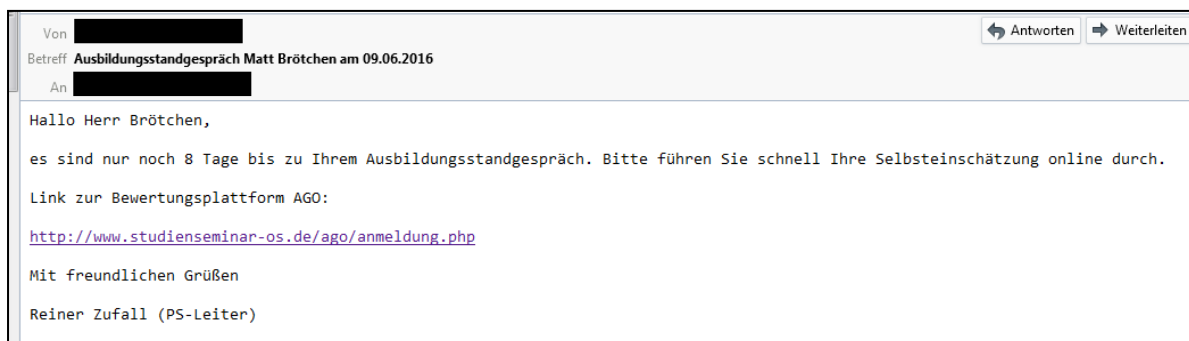 Von
Antworten Weiterleiten
Betreff Ausbildungsstandgespräch Matt Brötchen am 09.06.2016
An
Hallo Herr Brötchen,
es sind nur noch 8 Tage bis zu Ihrem Ausbildungsstandgespräch. Bitte führen Sie schnell Ihre Selbsteinschätzung online durch.
Link zur Bewertungsplattform AGO:
http://www.studienseminar-os.de/ago/anmeldung.php
Mit freundlichen Grüßen
Reiner Zufall (PS-Leiter)